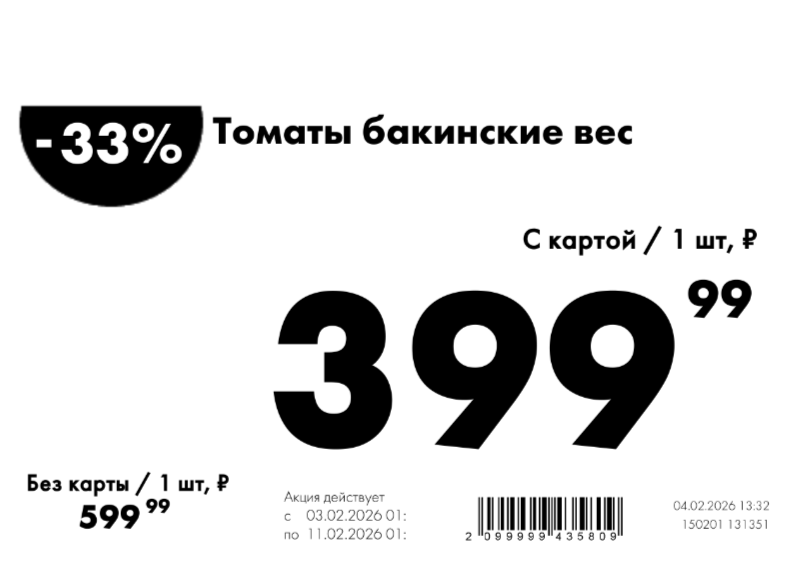 -33%
Томаты бакинские вес
С картой / 1 шт, ₽
399 99
Без карты / 1 шт, ₽
599 99
Акция действует
с 03.02.2026 01:
по 11.02.2026 01:
2 099999 435809
04.02.2026 13:32
150201 131351